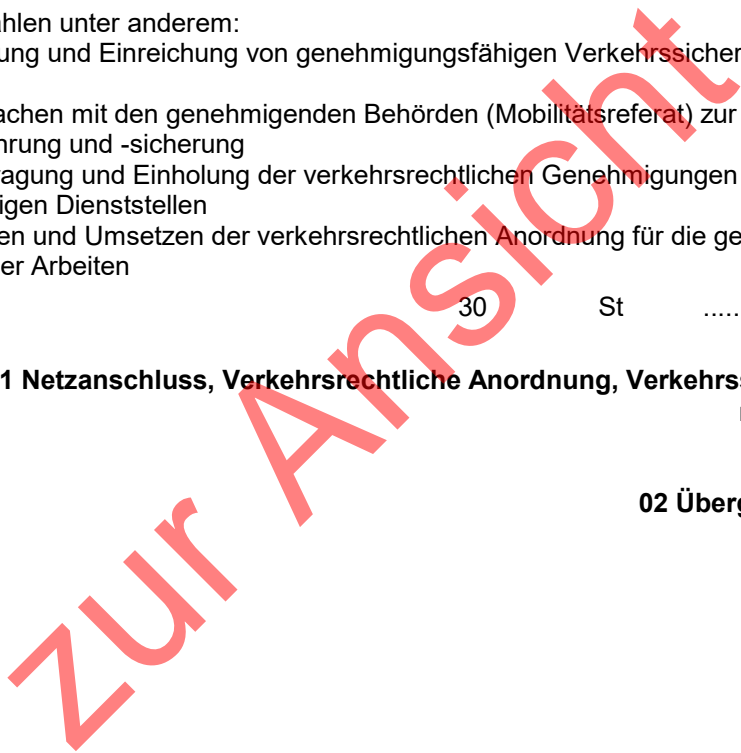 ahlen unter anderem:
ung und Einreichung von genehmigungsfähigen Verkehrssicher
achen mit den genehmigenden Behörden (Mobilitätsreferat) zur
hrung und -sicherung
ragung und Einholung der verkehrsrechtlichen Genehmigungen
igen Dienststellen
en und Umsetzen der verkehrsrechtlichen Anordnung für die ge
er Arbeiten
30 St .....
1 Netzanschluss, Verkehrsrechtliche Anordnung, Verkehrs
02 Überg
zur Ansicht